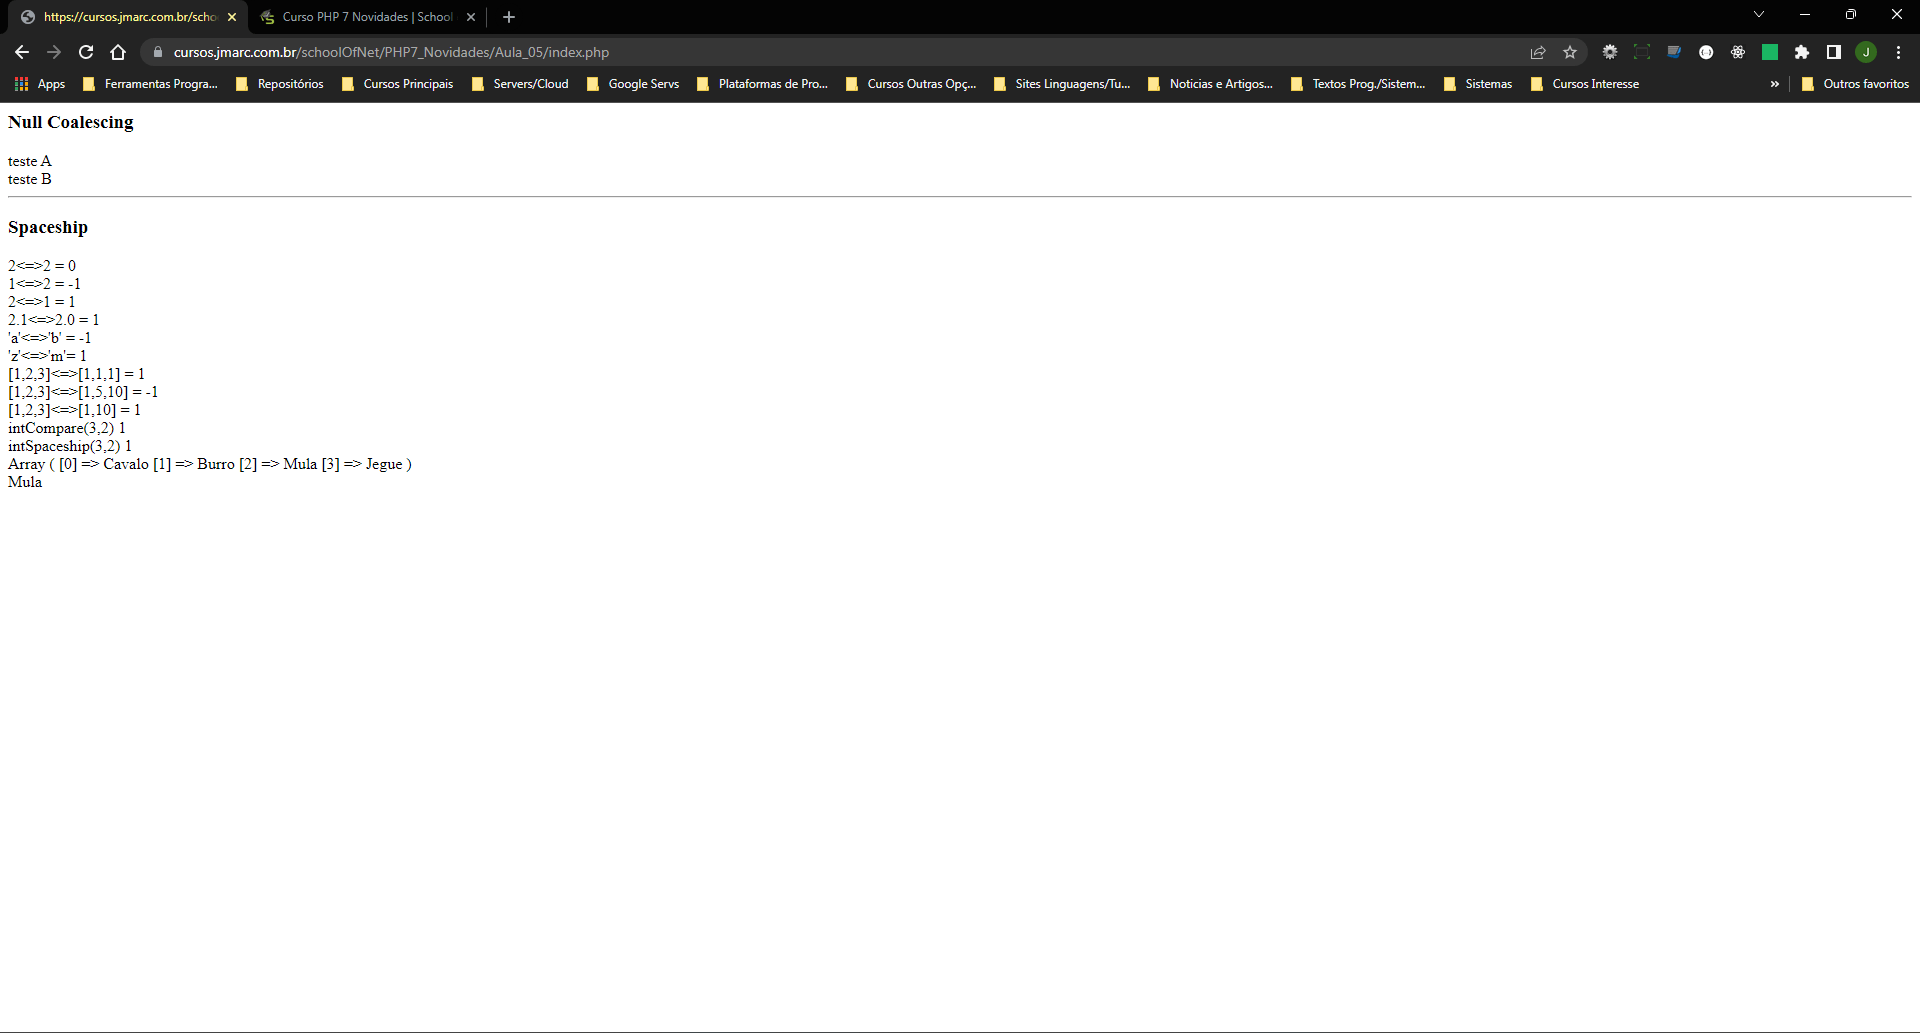 https://cursos.jmarc.com.br/scho
Curso PHP 7 Novidades | School
cursos.jmarc.com.br/schoolOfNet/PHP7_Novidades/Aula_05/index.php
J
Apps
Ferramentas Progra...
Repositórios
Cursos Principais
Servers/Cloud
Google Servs
Plataformas de Pro...
Cursos Outras Opç...
Sites Linguagens/Tu...
Noticias e Artigos...
Textos Prog./Sistem...
Sistemas
Cursos Interesse
»
Outros favoritos
Null Coalescing
teste A
teste B
Spaceship
2<=>2 = 0
1<=>2 = -1
2<=>1 = 1
2.1<=>2.0 = 1
'a'<=>'b' = -1
'z'<=>'m'= 1
[1,2,3]<=>[1,1,1] = 1
[1,2,3]<=>[1,5,10] = -1
[1,2,3]<=>[1,10] = 1
intCompare(3,2) 1
intSpaceship(3,2) 1
Array ( [0] => Cavalo [1] => Burro [2] => Mula [3] => Jegue )
Mula